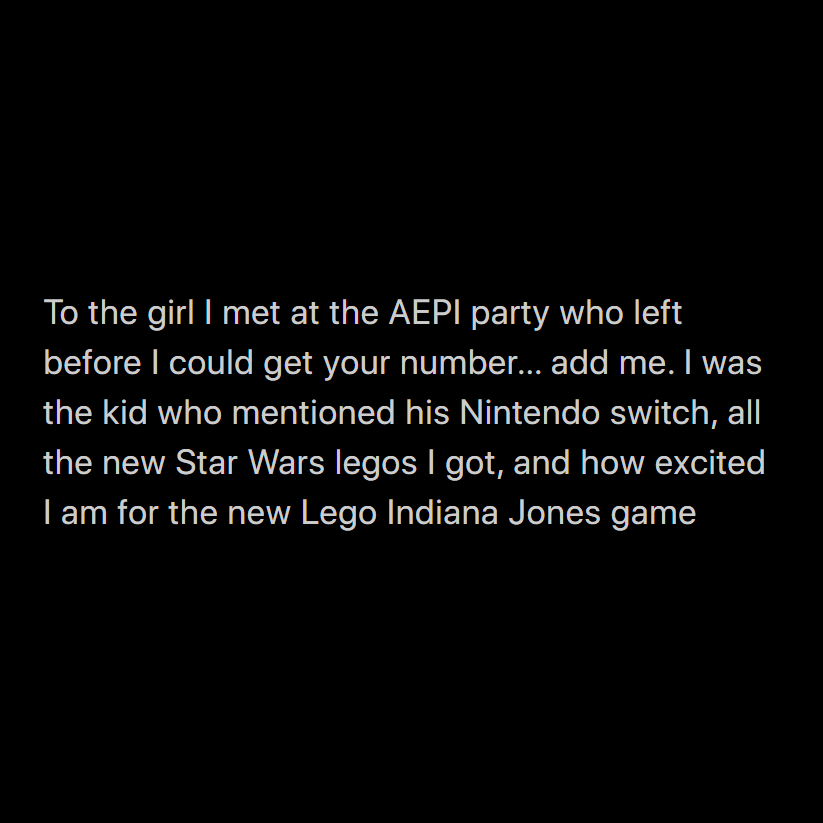 To the girl I met at the AEPI party who left
before I could get your number... add me. I was
the kid who mentioned his Nintendo switch, all
the new Star Wars legos I got, and how excited
I am for the new Lego Indiana Jones game